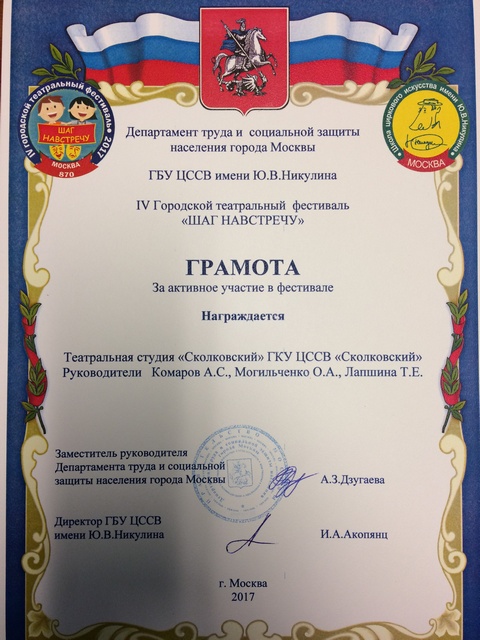 IV ГОРОДСКОЙ ТЕАТРАЛЬНЫЙ ФЕСТИВАЛЬ • 2017
ШАГ
НАВСТРЕЧУ
МОСКВА
870
Школа циркового искусства имени Ю.В.Никулина
МОСКВА
Департамент труда и социальной защиты
населения города Москвы
ГБУ ЦССВ имени Ю.В.Никулина
IV Городской театральный фестиваль
«ШАГ НАВСТРЕЧУ»
ГРАМОТА
За активное участие в фестивале
Награждается
Театральная студия «Сколковский» ГКУ ЦССВ «Сколковский»
Руководители Комаров А.С., Могильченко О.А., Лапшина Т.Е.
Заместитель руководителя
Департамента труда и социальной
защиты населения города Москвы
А.З.Дзугаева
Директор ГБУ ЦССВ
имени Ю.В.Никулина
И.А.Акопянц
г. Москва
2017